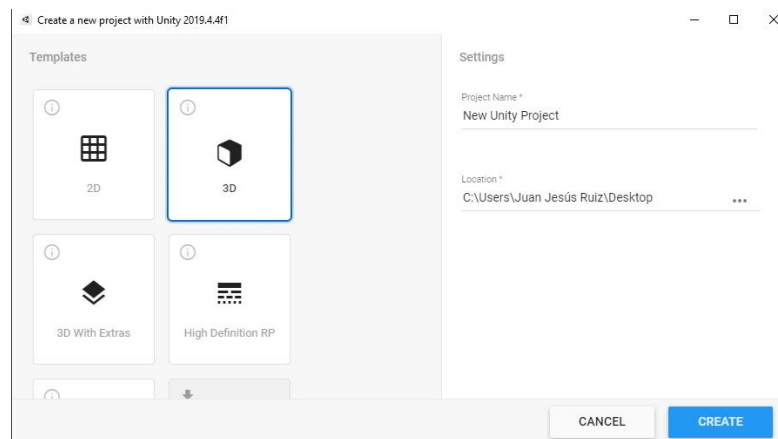 Create a new project with Unity 2019.4.4f1
Templates
2D
3D
3D With Extras
High Definition RP
Settings
Project Name *
New Unity Project
Location *
C:\Users\Juan Jesús Ruiz\Desktop
CANCEL
CREATE